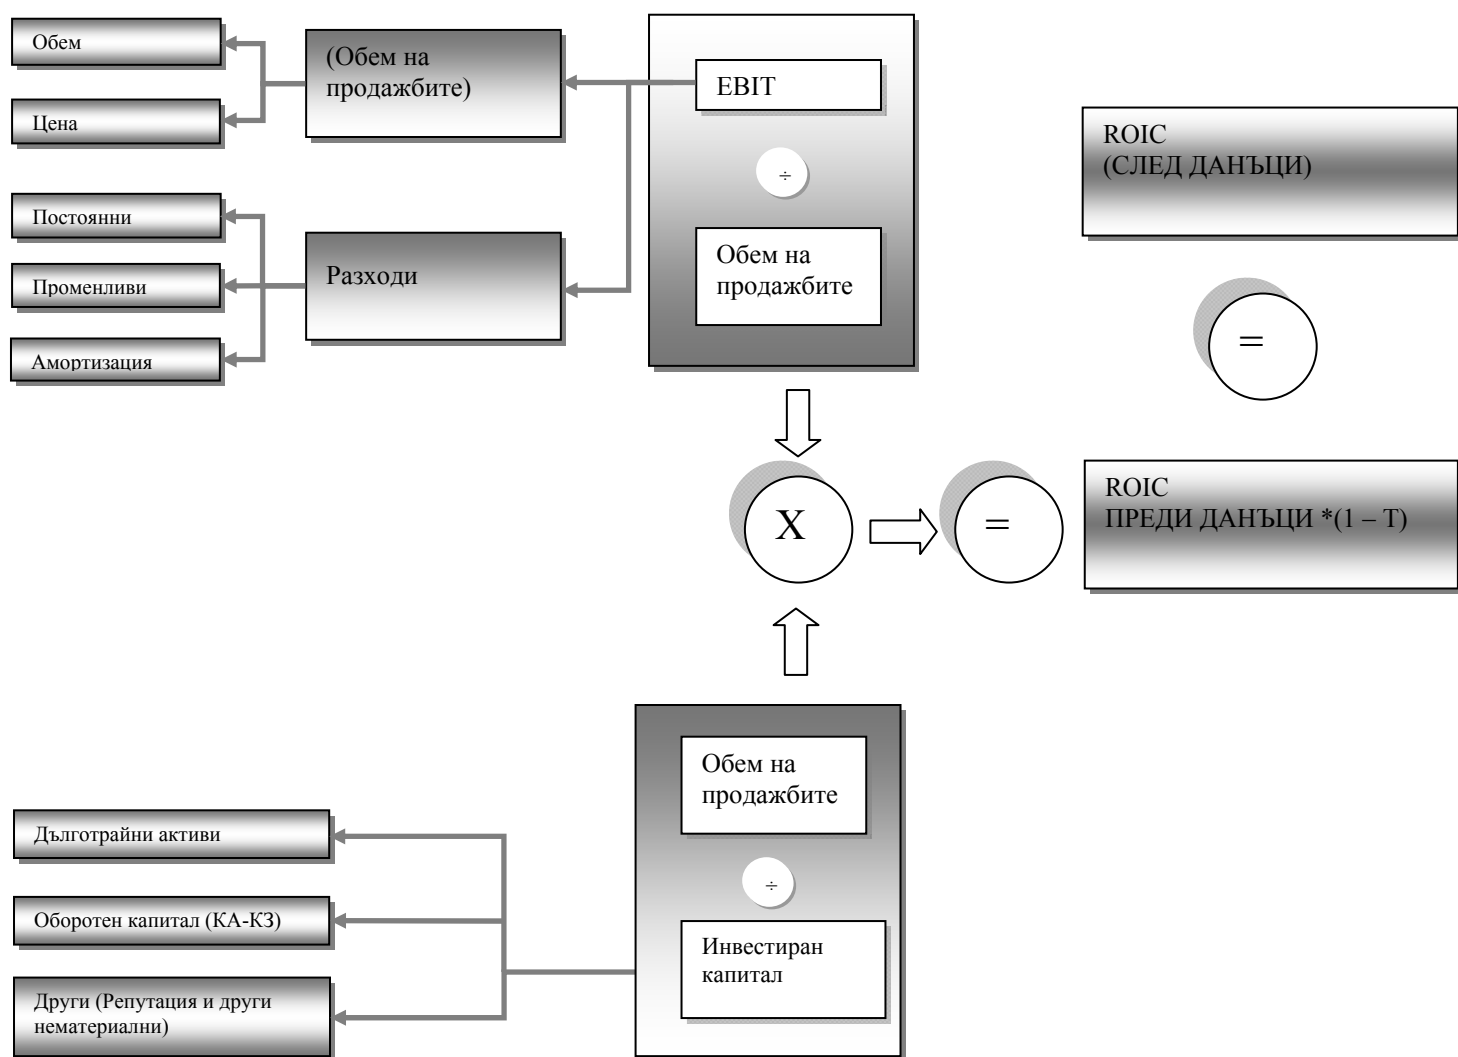 Обем
Цена
(Обем на
продажбите)
EBIT
÷
Обем на
продажбите
Постоянни
Променливи
Амортизация
Разходи
ROIC
(СЛЕД ДАНЪЦИ)
=
X
=
ROIC
ПРЕДИ ДАНЪЦИ *(1 – T)
Обем на
продажбите
÷
Инвестиран
капитал
Дълготрайни активи
Оборотен капитал (КА-КЗ)
Други (Репутация и други
нематериални)